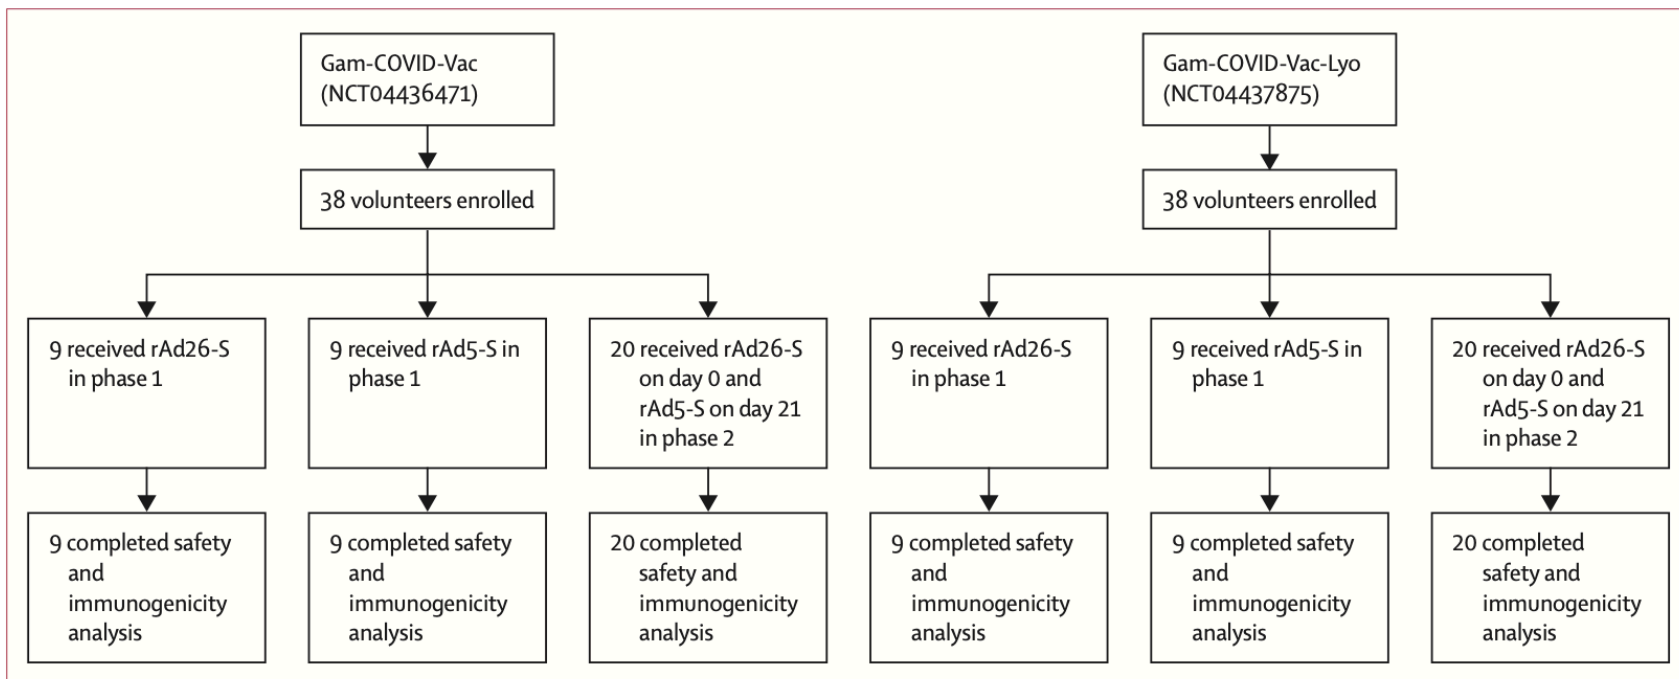 Gam-COVID-Vac
(NCT04436471)
38 volunteers enrolled
9 received rAd26-S
in phase 1
9 received rAd5-S in
phase 1
20 received rAd26-S
on day 0 and
rAd5-S on day 21
in phase 2
9 completed safety
and
immunogenicity
analysis
9 completed safety
and
immunogenicity
analysis
20 completed
safety and
immunogenicity
analysis
Gam-COVID-Vac-Lyo
(NCT04437875)
38 volunteers enrolled
9 received rAd26-S
in phase 1
9 received rAd5-S in
phase 1
20 received rAd26-S
on day 0 and
rAd5-S on day 21
in phase 2
9 completed safety
and
immunogenicity
analysis
9 completed safety
and
immunogenicity
analysis
20 completed
safety and
immunogenicity
analysis